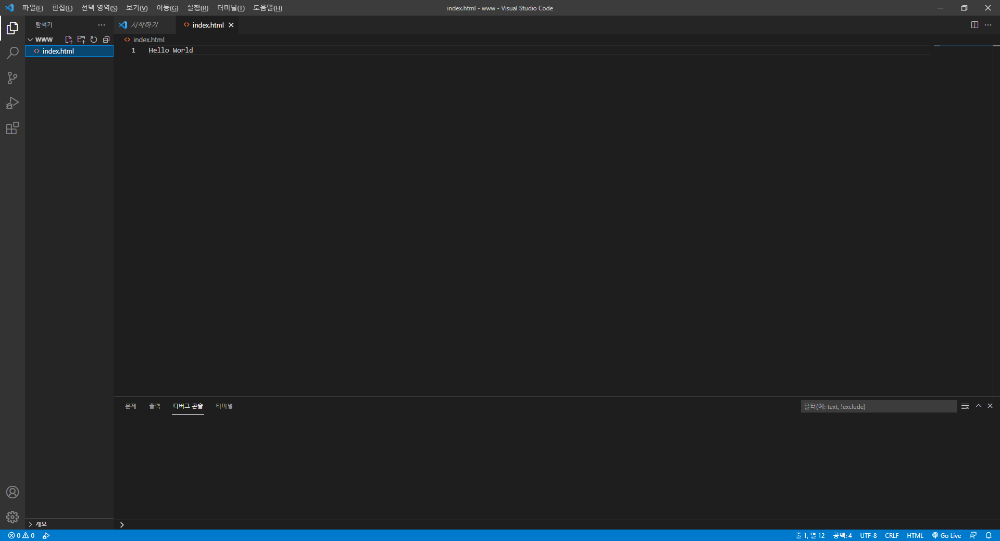 파일(F) 편집(E) 선택 영역(S) 보기(V) 이동(G) 실행(R) 터미널(T) 도움말(H) index.html - www - Visual Studio Code
탐색기 시작하기 index.html
WWW
index.html
index.html
1 Hello World
문제 출력 디버그 콘솔 터미널 필터(예: text, !exclude)
개요
0 0 줄 1, 열 12 공백: 4 UTF-8 CRLF HTML Go Live